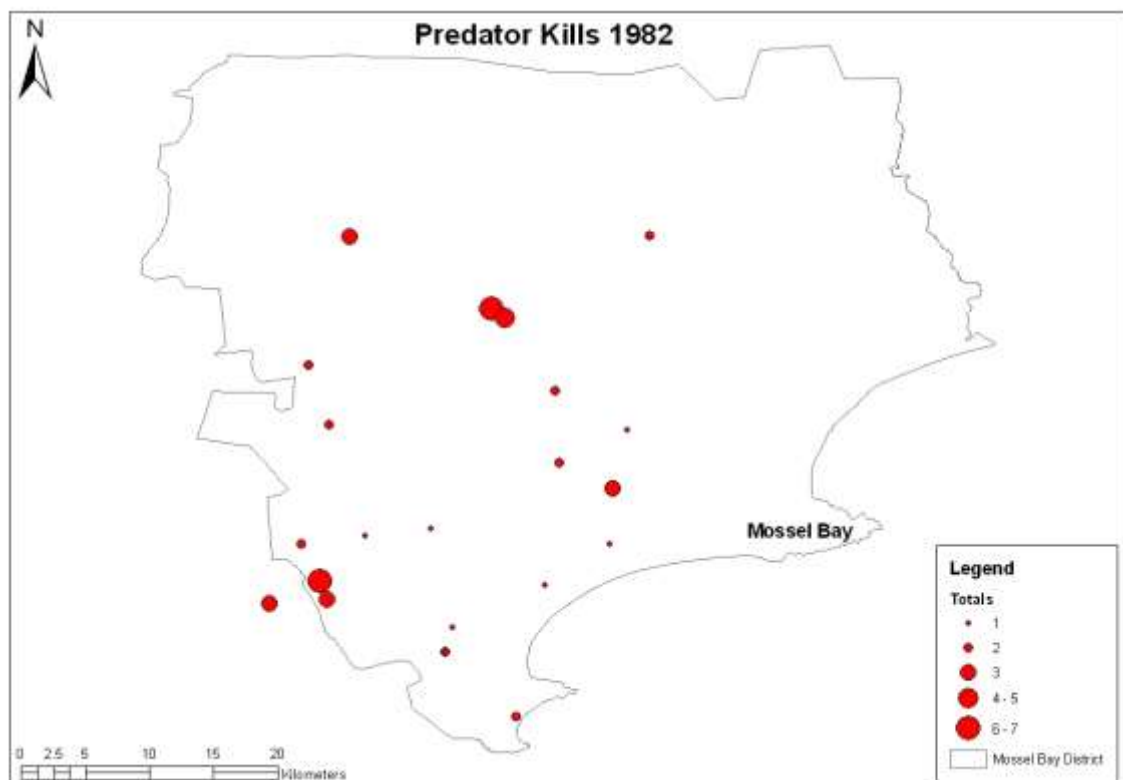 N
Predator Kills 1982
Mossel Bay
Legend
Totals
1
2
3
4 - 5
6 - 7
Mossel Bay District
0 2.5 5 10 15 20
Kilometers